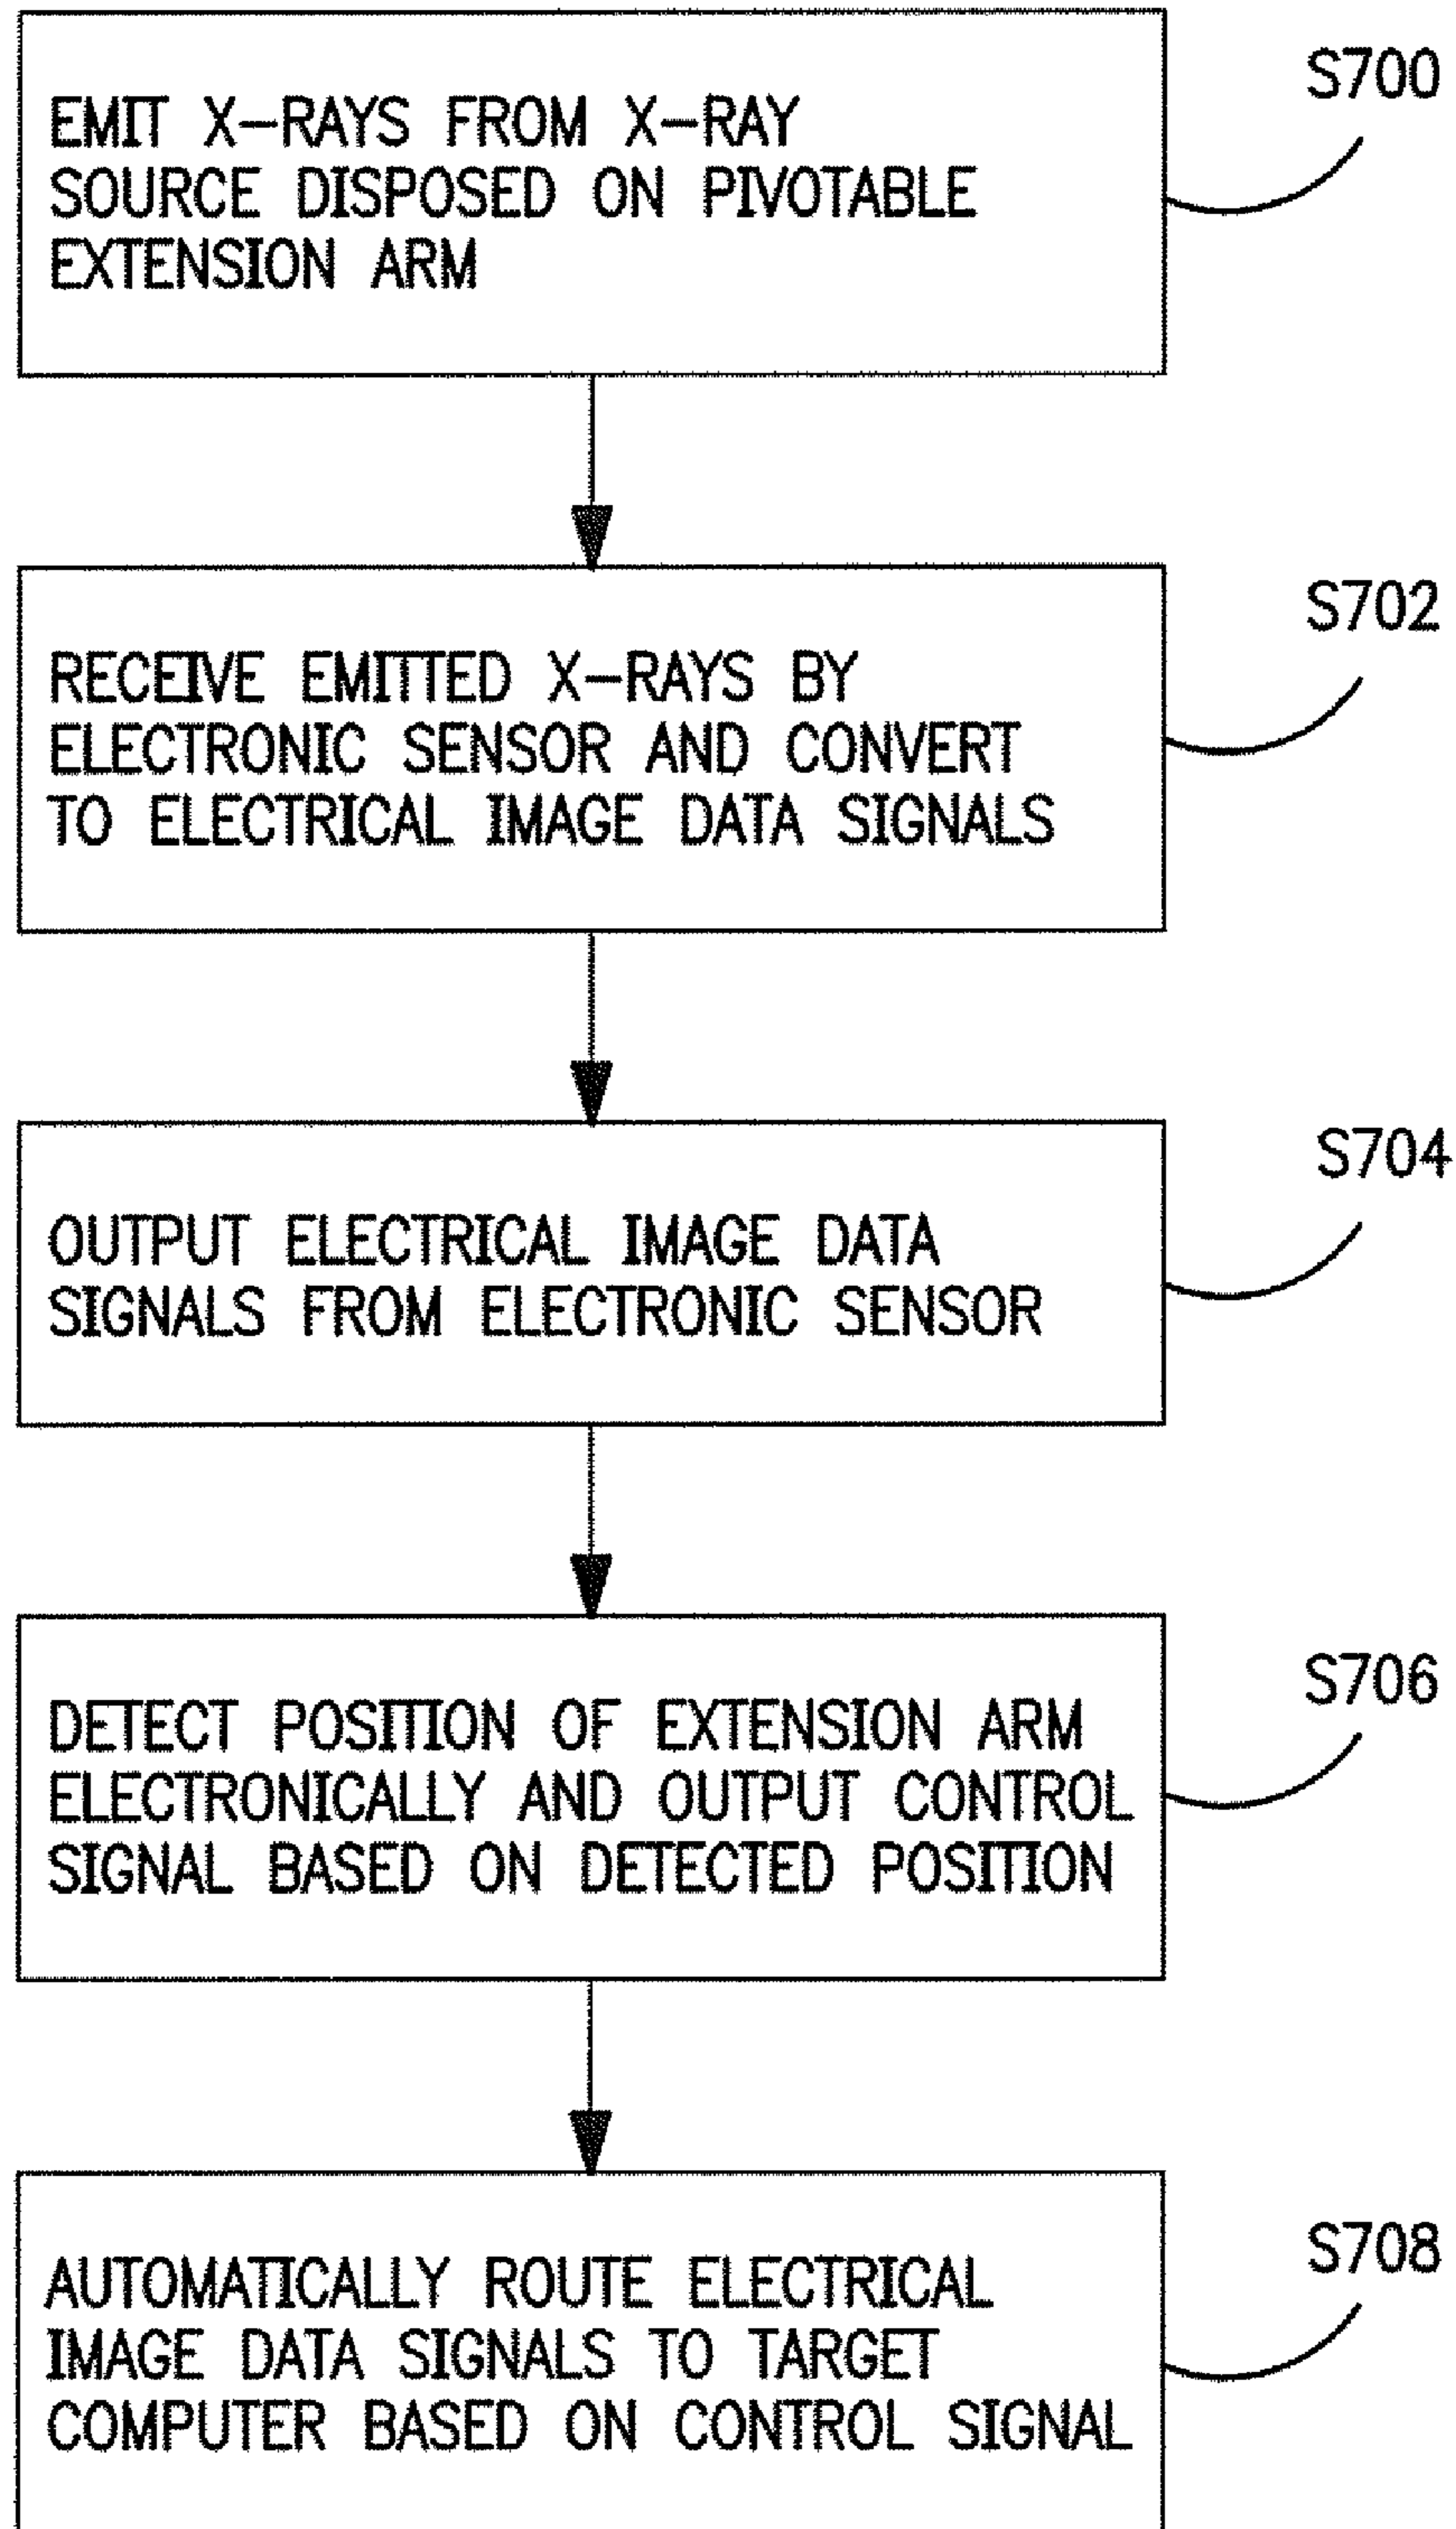 S700
EMIT X-RAYS FROM X-RAY
SOURCE DISPOSED ON PIVOTABLE
EXTENSION ARM
S702
RECEIVE EMITTED X-RAYS BY
ELECTRONIC SENSOR AND CONVERT
TO ELECTRICAL IMAGE DATA SIGNALS
S704
OUTPUT ELECTRICAL IMAGE DATA
SIGNALS FROM ELECTRONIC SENSOR
S706
DETECT POSITION OF EXTENSION ARM
ELECTRONICALLY AND OUTPUT CONTROL
SIGNAL BASED ON DETECTED POSITION
S708
AUTOMATICALLY ROUTE ELECTRICAL
IMAGE DATA SIGNALS TO TARGET
COMPUTER BASED ON CONTROL SIGNAL